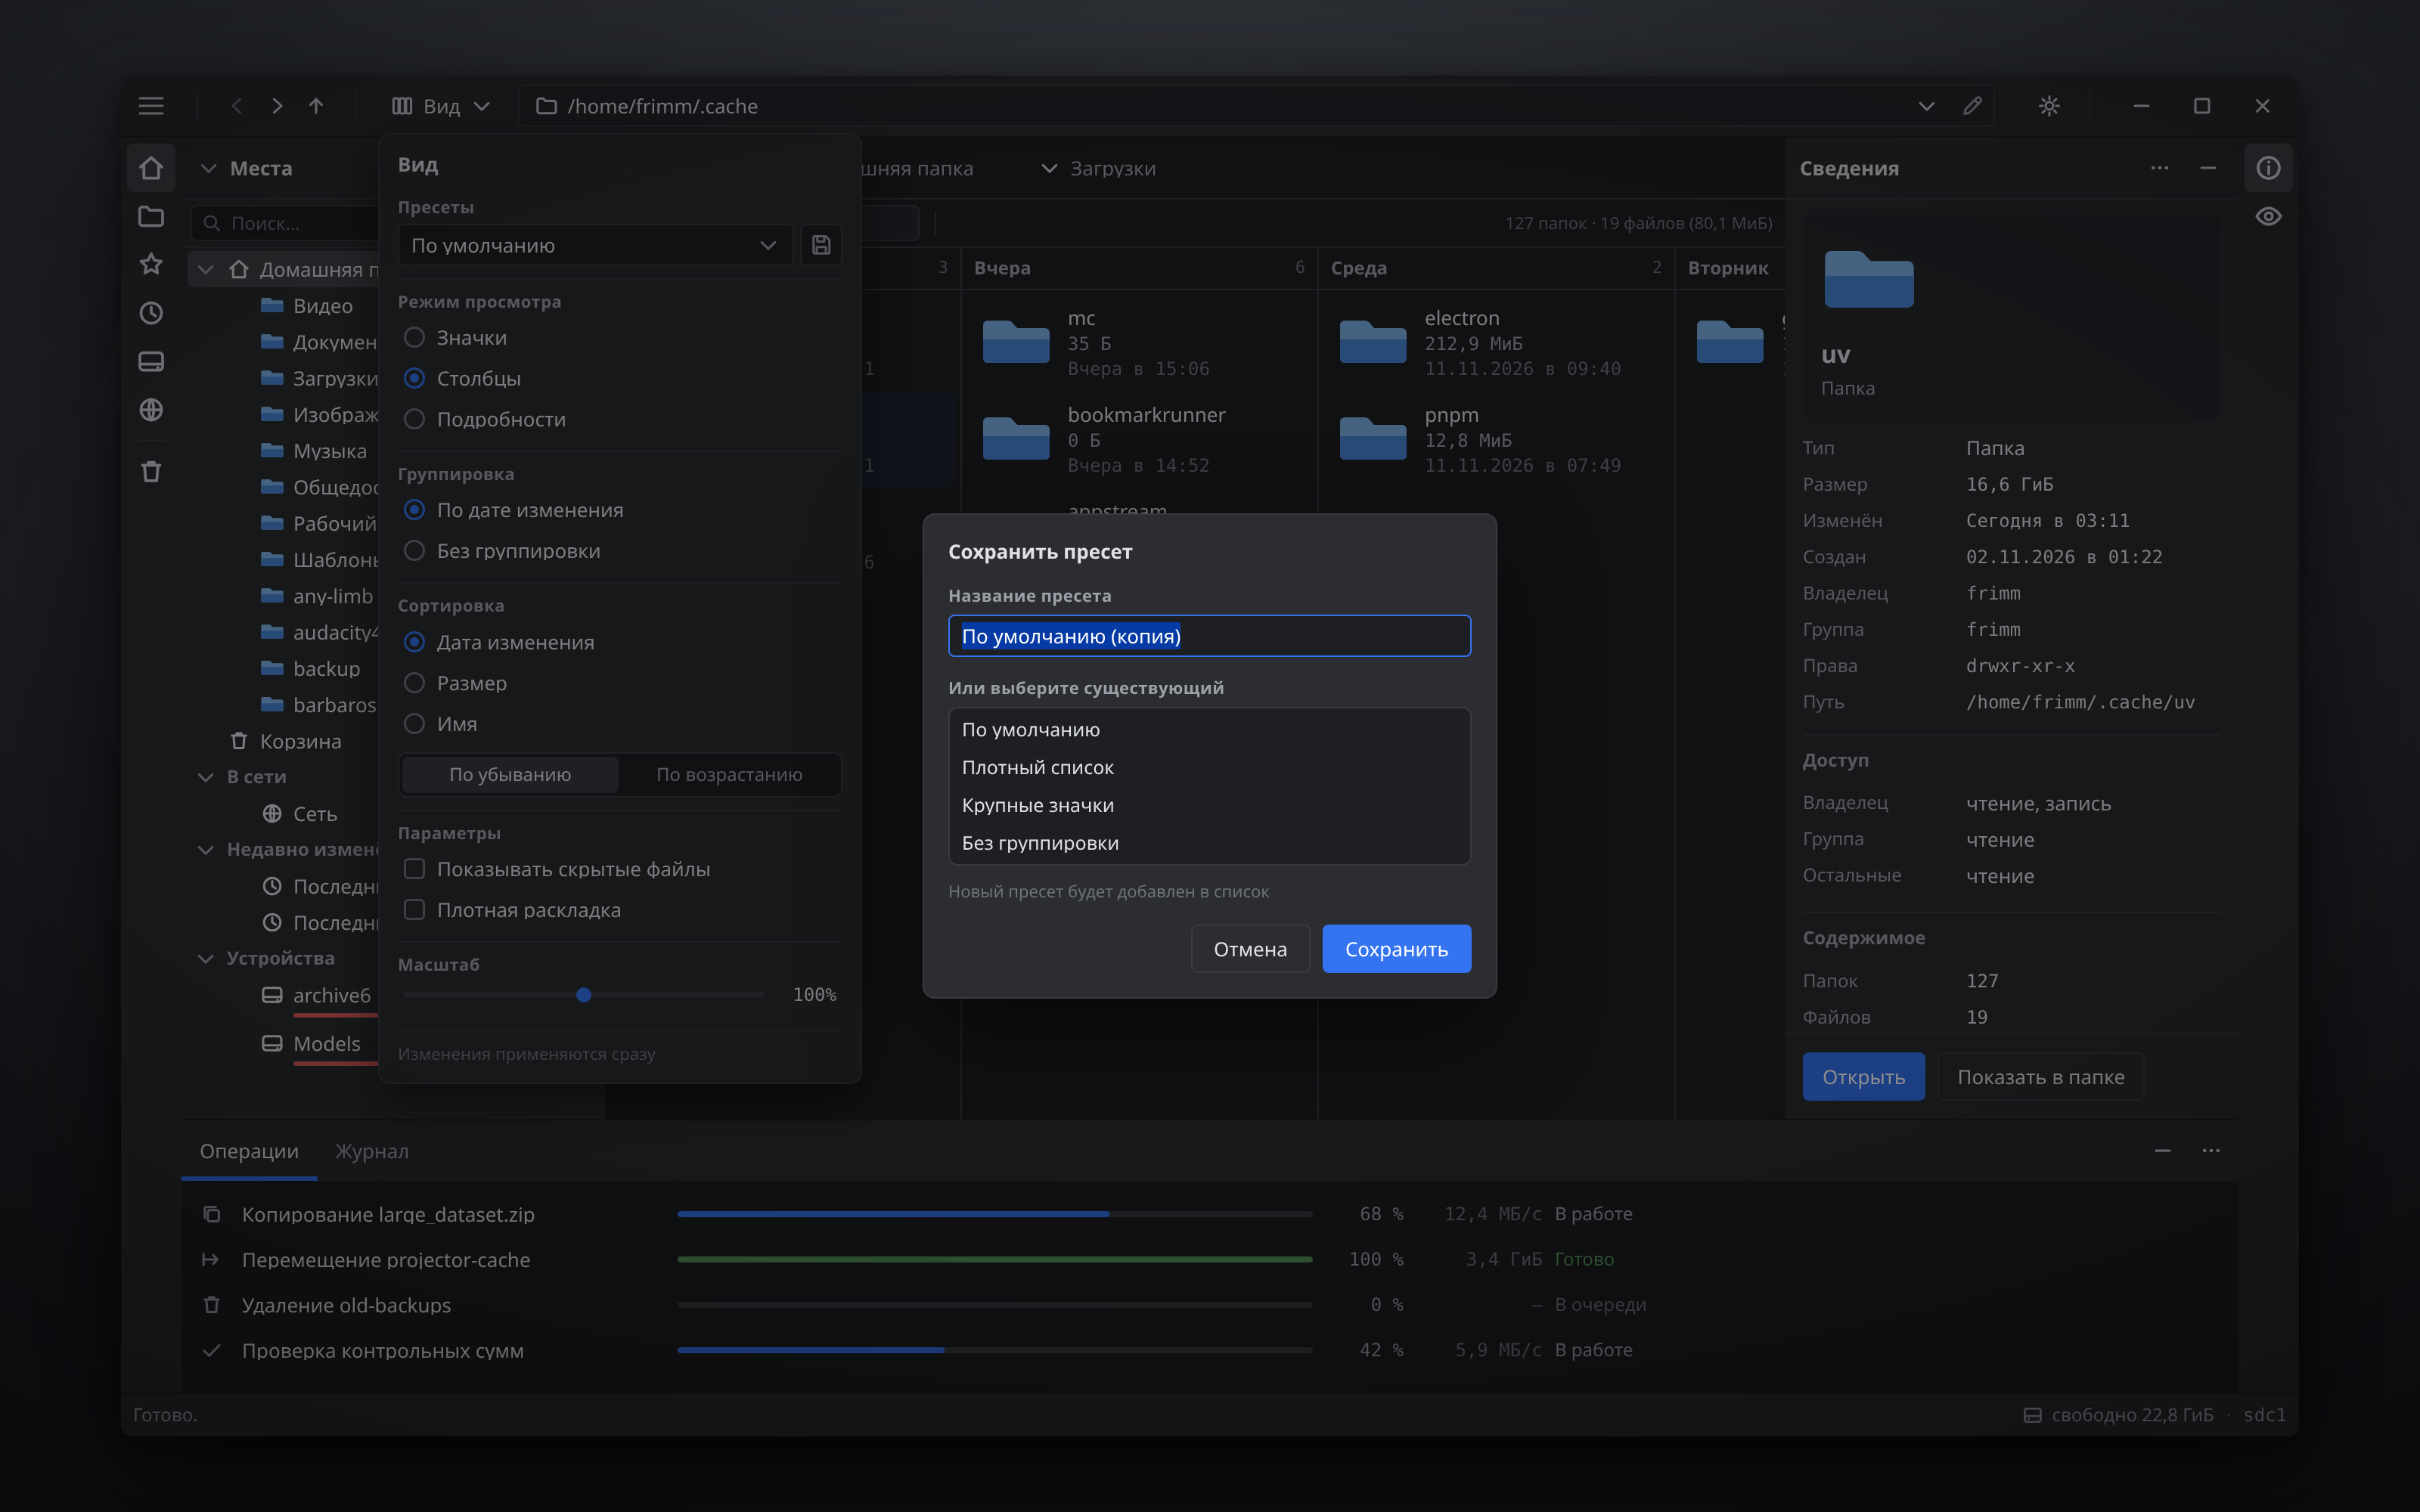 Вид
/home/frimm/.cache
Места
Поиск...
Домашняя п
Видео
Докумен
Загрузки
Изображ
Музыка
Общедос
Рабочий
Шаблоны
any-limb
audacity4
backup
barbaros
Корзина
В сети
Сеть
Недавно измен
Последн
Последн
Устройства
archive6
Models
Вид
Пресеты
По умолчанию
Режим просмотра
Значки
Столбцы
Подробности
Группировка
По дате изменения
Без группировки
Сортировка
Дата изменения
Размер
Имя
По убыванию По возрастанию
Параметры
Показывать скрытые файлы
Плотная раскладка
Масштаб
100%
Изменения применяются сразу
шняя папка Загрузки
127 папок · 19 файлов (80,1 МиБ)
3
1
1
6
Вчера 6
mc
35 Б
Вчера в 15:06
bookmarkrunner
0 Б
Вчера в 14:52
appstream
Среда 2
electron
212,9 МиБ
11.11.2026 в 09:40
pnpm
12,8 МиБ
11.11.2026 в 07:49
Вторник
Сохранить пресет
Название пресета
По умолчанию (копия)
Или выберите существующий
По умолчанию
Плотный список
Крупные значки
Без группировки
Новый пресет будет добавлен в список
Отмена Сохранить
Сведения
uv
Папка
Тип Папка
Размер 16,6 ГиБ
Изменён Сегодня в 03:11
Создан 02.11.2026 в 01:22
Владелец frimm
Группа frimm
Права drwxr-xr-x
Путь /home/frimm/.cache/uv
Доступ
Владелец чтение, запись
Группа чтение
Остальные чтение
Содержимое
Папок 127
Файлов 19
Открыть Показать в папке
Операции Журнал
Копирование large_dataset.zip 68 % 12,4 МБ/с В работе
Перемещение projector-cache 100 % 3,4 ГиБ Готово
Удаление old-backups 0 % — В очереди
Проверка контрольных сумм 42 % 5,9 МБ/с В работе
Готово.
свободно 22,8 ГиБ · sdc1